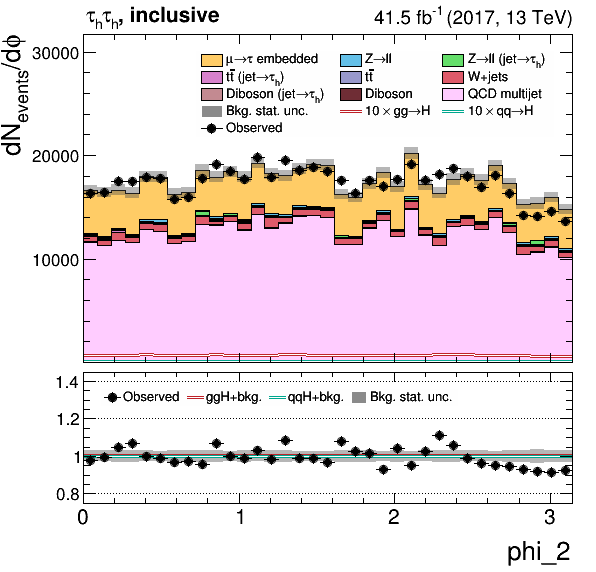 τhτh, inclusive 41.5 fb-1 (2017, 13 TeV)
dNevents/dϕ
30000
20000
10000
μ→τ embedded Z→ll Z→ll (jet→τh)
tt̄ (jet→τh) tt̄ W+jets
Diboson (jet→τh) Diboson QCD multijet
Bkg. stat. unc. 10 × gg→H 10 × qq→H
Observed
1.4
1.2
1
0.8
Observed ggH+bkg. qqH+bkg. Bkg. stat. unc.
0 1 2 3
phi_2